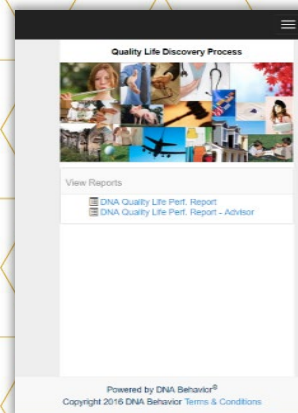 Quality Life Discovery Process
View Reports
DNA Quality Life Perf. Report
DNA Quality Life Perf. Report - Advisor
Powered by DNA Behavior®
Copyright 2016 DNA Behavior Terms & Conditions